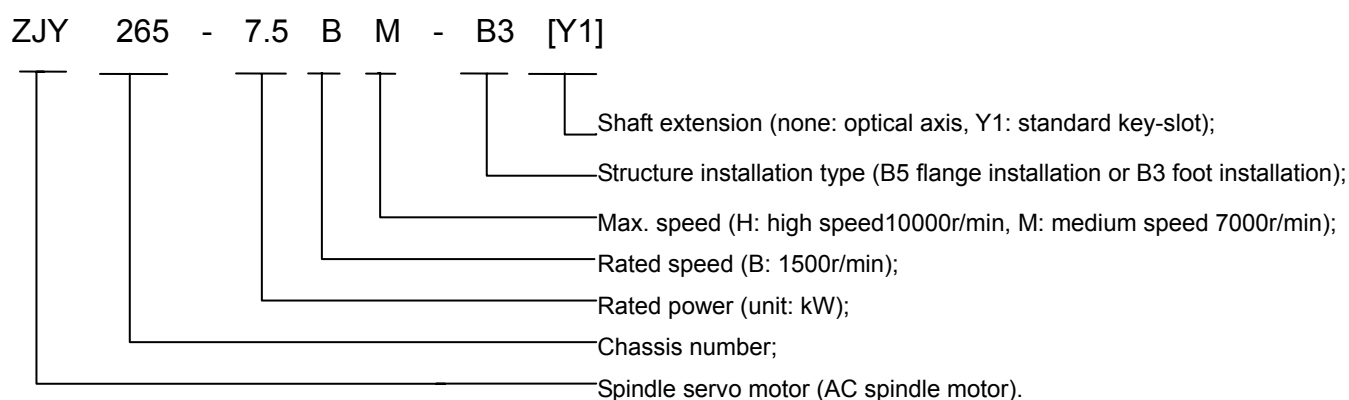 ZJY 265 - 7.5 B M - B3 [Y1]
Shaft extension (none: optical axis, Y1: standard key-slot);
Structure installation type (B5 flange installation or B3 foot installation);
Max. speed (H: high speed10000r/min, M: medium speed 7000r/min);
Rated speed (B: 1500r/min);
Rated power (unit: kW);
Chassis number;
Spindle servo motor (AC spindle motor).